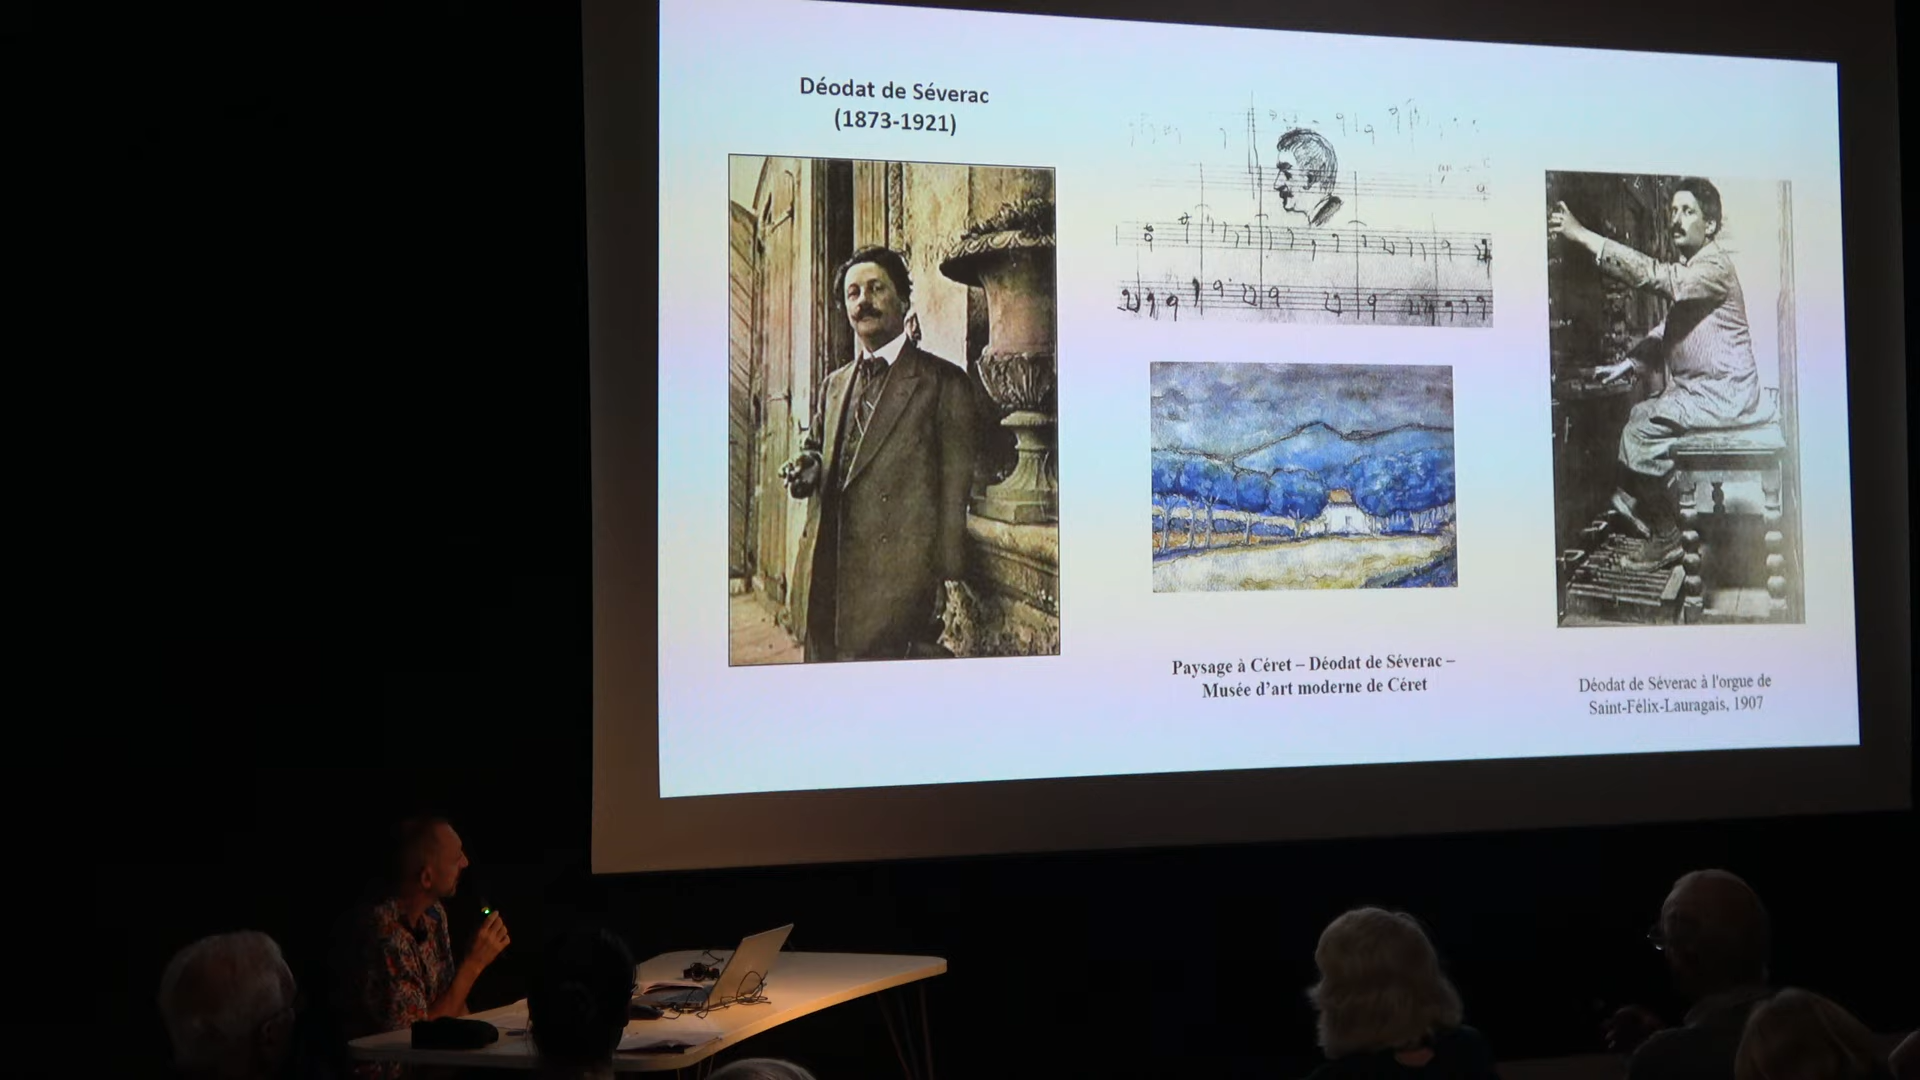 Déodat de Séverac
(1873-1921)
Paysage à Céret – Déodat de Séverac –
Musée d'art moderne de Céret
Déodat de Séverac à l'orgue de
Saint-Félix-Lauragais, 1907